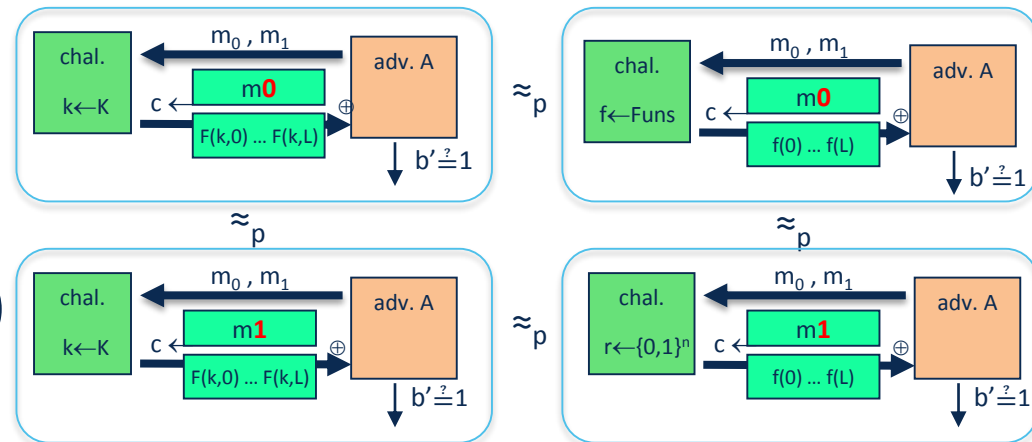 m₀ , m₁
chal.
adv. A
k←K
c ←
m0
⊕
F(k,0) ... F(k,L)
b' ≟ 1
≈p
m₀ , m₁
chal.
adv. A
f←Funs
c ←
m0
⊕
f(0) ... f(L)
b' ≟ 1
≈p
≈p
m₀ , m₁
chal.
adv. A
k←K
c ←
m1
⊕
F(k,0) ... F(k,L)
b' ≟ 1
≈p
m₀ , m₁
chal.
adv. A
r←{0,1}ⁿ
c ←
m1
⊕
f(0) ... f(L)
b' ≟ 1
)